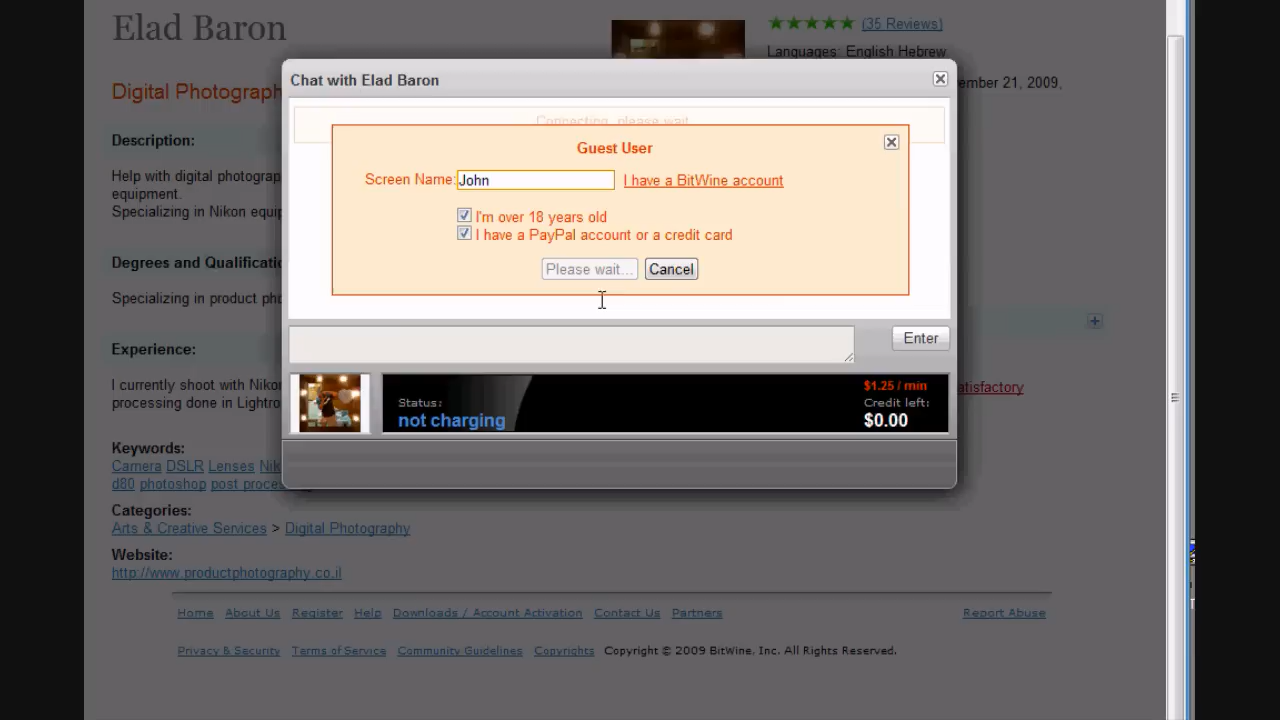 Elad Baron
(35 Reviews)
Languages: English Hebrew
ember 21, 2009,
Digital Photograph
Chat with Elad Baron
Connecting, please wait
Guest User
Screen Name: John I have a BitWine account
I'm over 18 years old
I have a PayPal account or a credit card
Please wait... Cancel
Enter
$1.25 / min
Status:
Credit left:
not charging
$0.00
Description:
Help with digital photograp
equipment.
Specializing in Nikon equip
Degrees and Qualificati
Specializing in product pho
Experience:
I currently shoot with Niko
processing done in Lightro
atisfactory
Keywords:
Camera DSLR Lenses Nik
d80 photoshop post proce
Categories:
Arts & Creative Services > Digital Photography
Website:
http://www.productphotography.co.il
Home About Us Register Help Downloads / Account Activation Contact Us Partners Report Abuse
Privacy & Security Terms of Service Community Guidelines Copyrights Copyright © 2009 BitWine, Inc. All Rights Reserved.